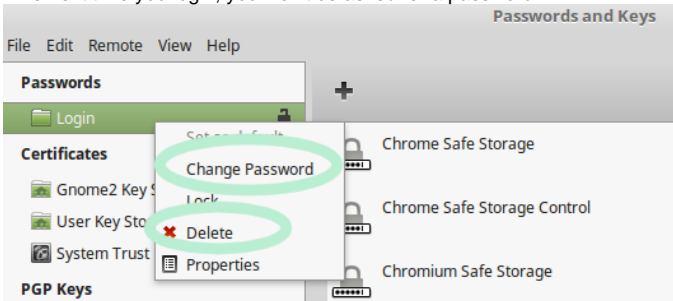 Passwords and Keys
File Edit Remote View Help
Passwords
Login
Certificates
Gnome2 Key
User Key Sto
System Trust
PGP Keys
Change Password
Lock
Delete
Properties
Chrome Safe Storage
Chrome Safe Storage Control
Chromium Safe Storage